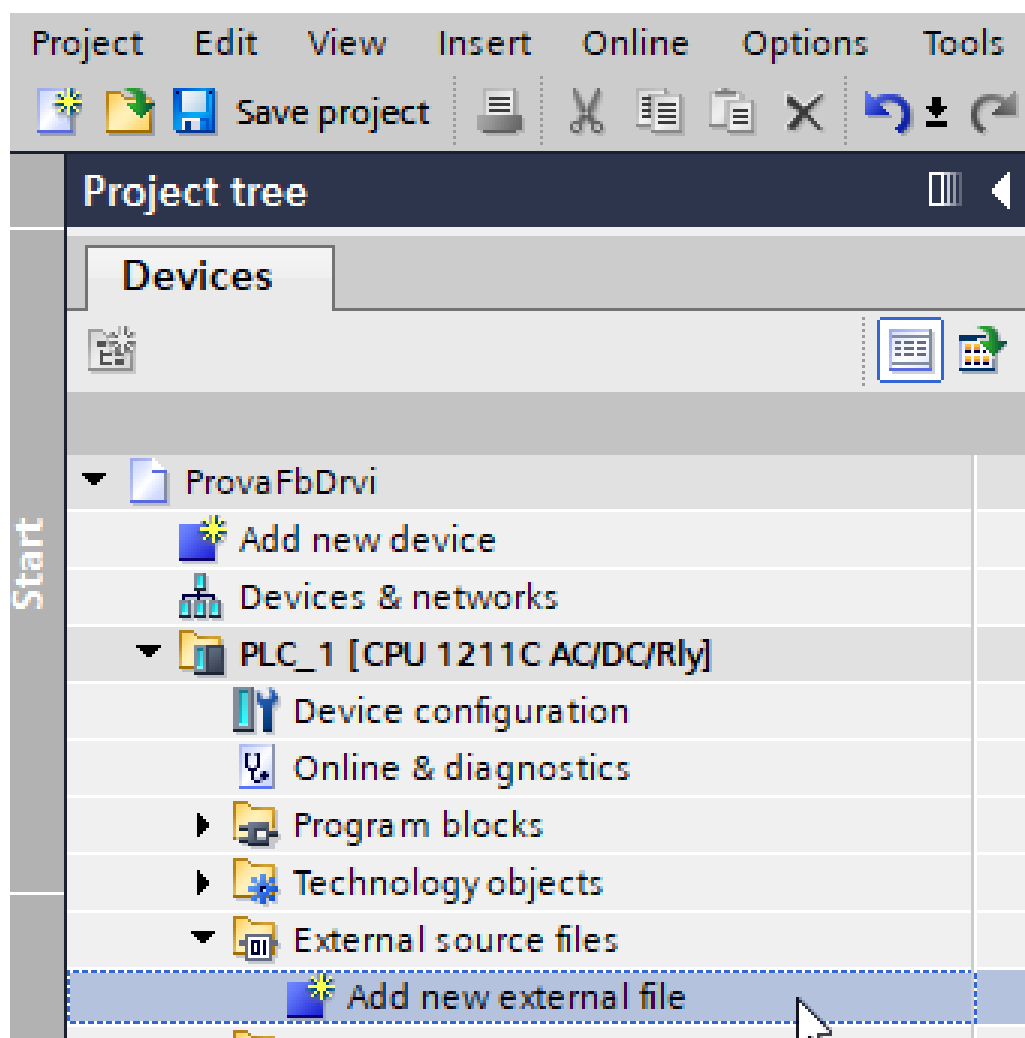 Project Edit View Insert Online Options Tools
Save project
Project tree
Devices
Start
ProvaFbDrvi
Add new device
Devices & networks
PLC_1 [CPU 1211C AC/DC/Rly]
Device configuration
Online & diagnostics
Program blocks
Technology objects
External source files
Add new external file